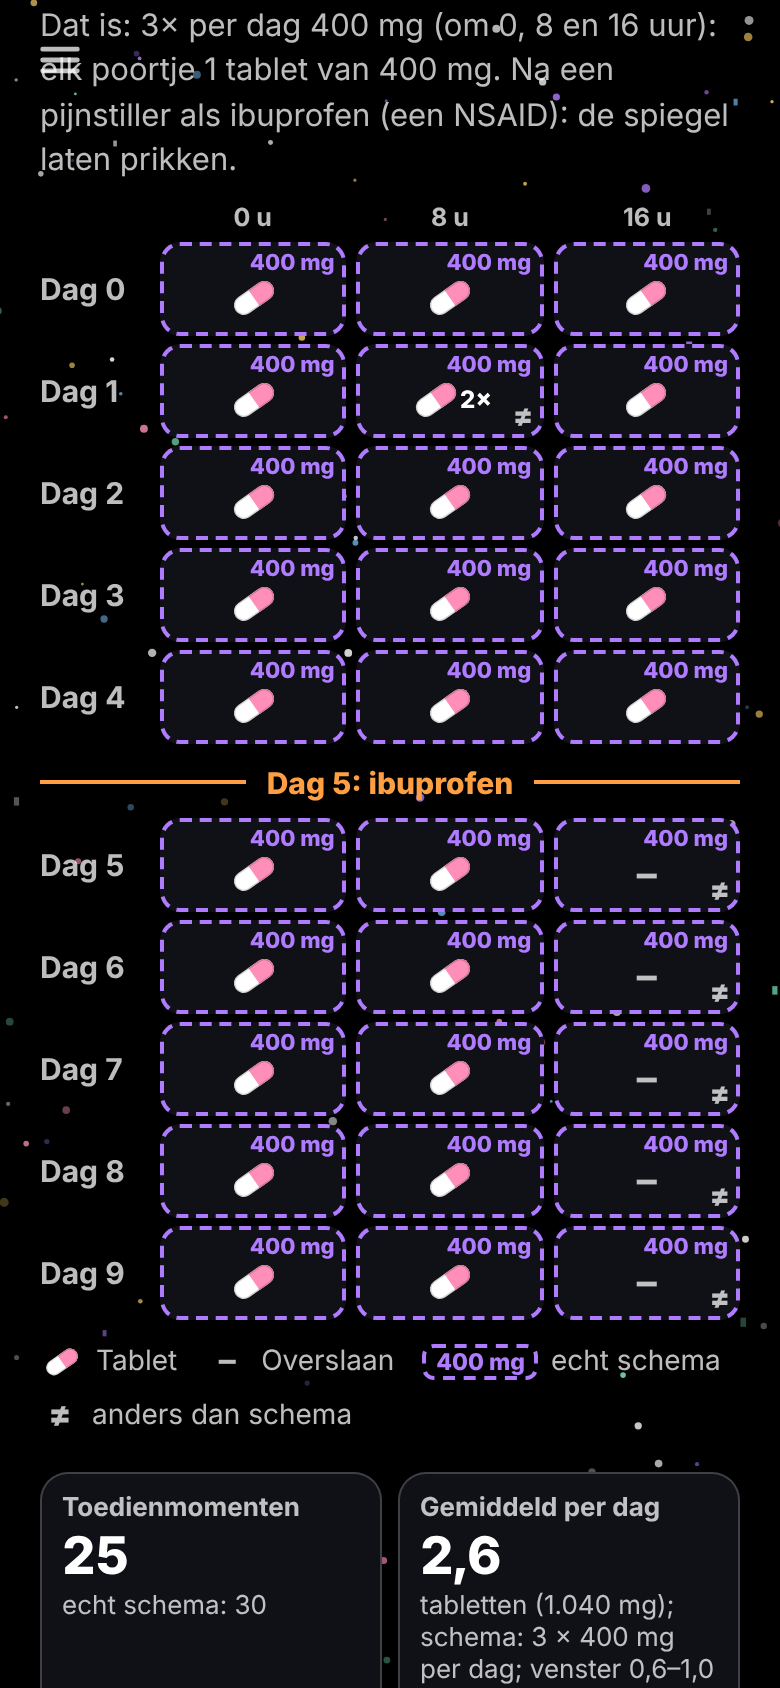 Dat is: 3× per dag 400 mg (om 0, 8 en 16 uur):
elk poortje 1 tablet van 400 mg. Na een
pijnstiller als ibuprofen (een NSAID): de spiegel
laten prikken.
0 u 8 u 16 u
Dag 0 400 mg 400 mg 400 mg
Dag 1 400 mg 400 mg 2× ≠ 400 mg
Dag 2 400 mg 400 mg 400 mg
Dag 3 400 mg 400 mg 400 mg
Dag 4 400 mg 400 mg 400 mg
Dag 5: ibuprofen
Dag 5 400 mg 400 mg 400 mg – ≠
Dag 6 400 mg 400 mg 400 mg – ≠
Dag 7 400 mg 400 mg 400 mg – ≠
Dag 8 400 mg 400 mg 400 mg – ≠
Dag 9 400 mg 400 mg 400 mg – ≠
Tablet – Overslaan 400 mg echt schema
≠ anders dan schema
Toedienmomenten
25
echt schema: 30
Gemiddeld per dag
2,6
tabletten (1.040 mg);
schema: 3 × 400 mg
per dag; venster 0,6–1,0